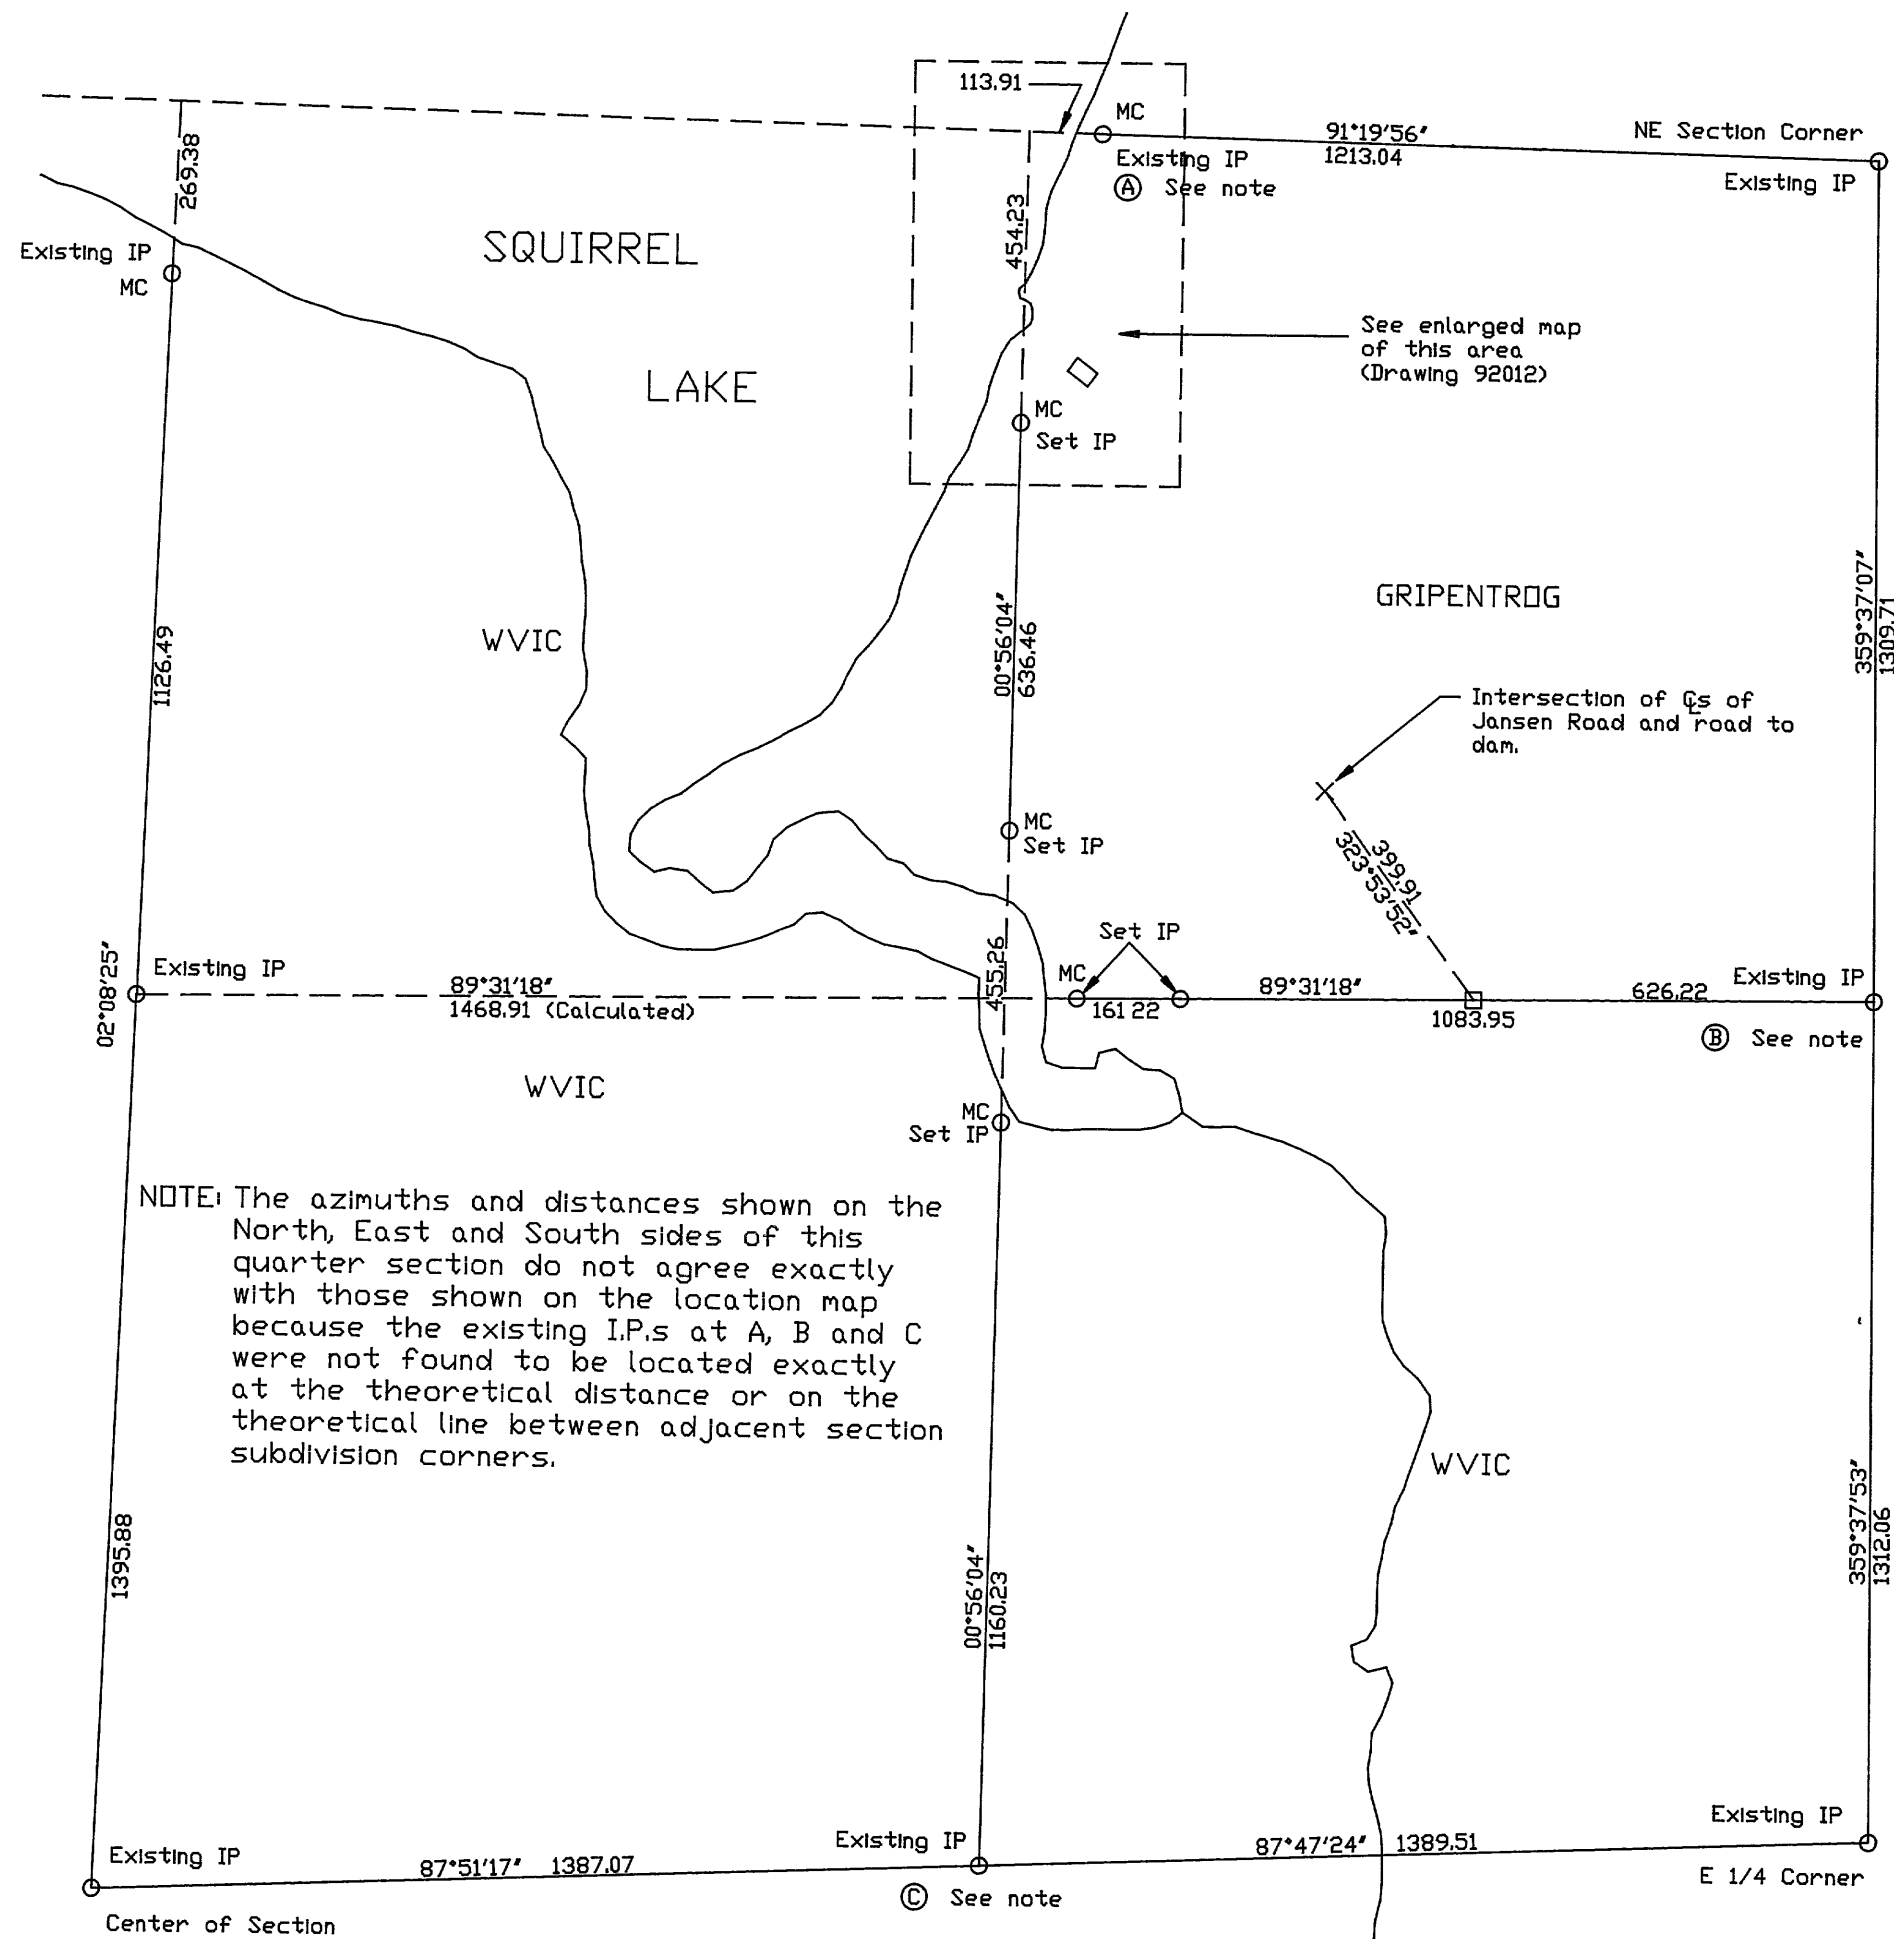 113.91
MC
91°19'56"
1213.04
NE Section Corner
Existing IP
Existing IP
Ⓐ See note
269.38
454.23
Existing IP
MC
SQUIRREL
LAKE
See enlarged map
of this area
(Drawing 92012)
MC
Set IP
1126.49
WVIC
00°56'04"
636.46
GRIPENTROG
359°37'07"
1309.71
Intersection of ℄s of
Jansen Road and road to
dam.
MC
Set IP
399.91
323°53'52"
02°08'25"
Existing IP
89°31'18"
1468.91 (Calculated)
455.26
Set IP
MC
161.22
89°31'18"
1083.95
626.22
Existing IP
Ⓑ See note
WVIC
MC
Set IP
NOTE: The azimuths and distances shown on the
North, East and South sides of this
quarter section do not agree exactly
with those shown on the location map
because the existing I.P.s at A, B and C
were not found to be located exactly
at the theoretical distance or on the
theoretical line between adjacent section
subdivision corners.
WVIC
1395.88
00°56'04"
1160.23
359°37'53"
1312.06
Existing IP
87°51'17" 1387.07
Existing IP
87°47'24" 1389.51
Existing IP
E 1/4 Corner
Ⓒ See note
Center of Section